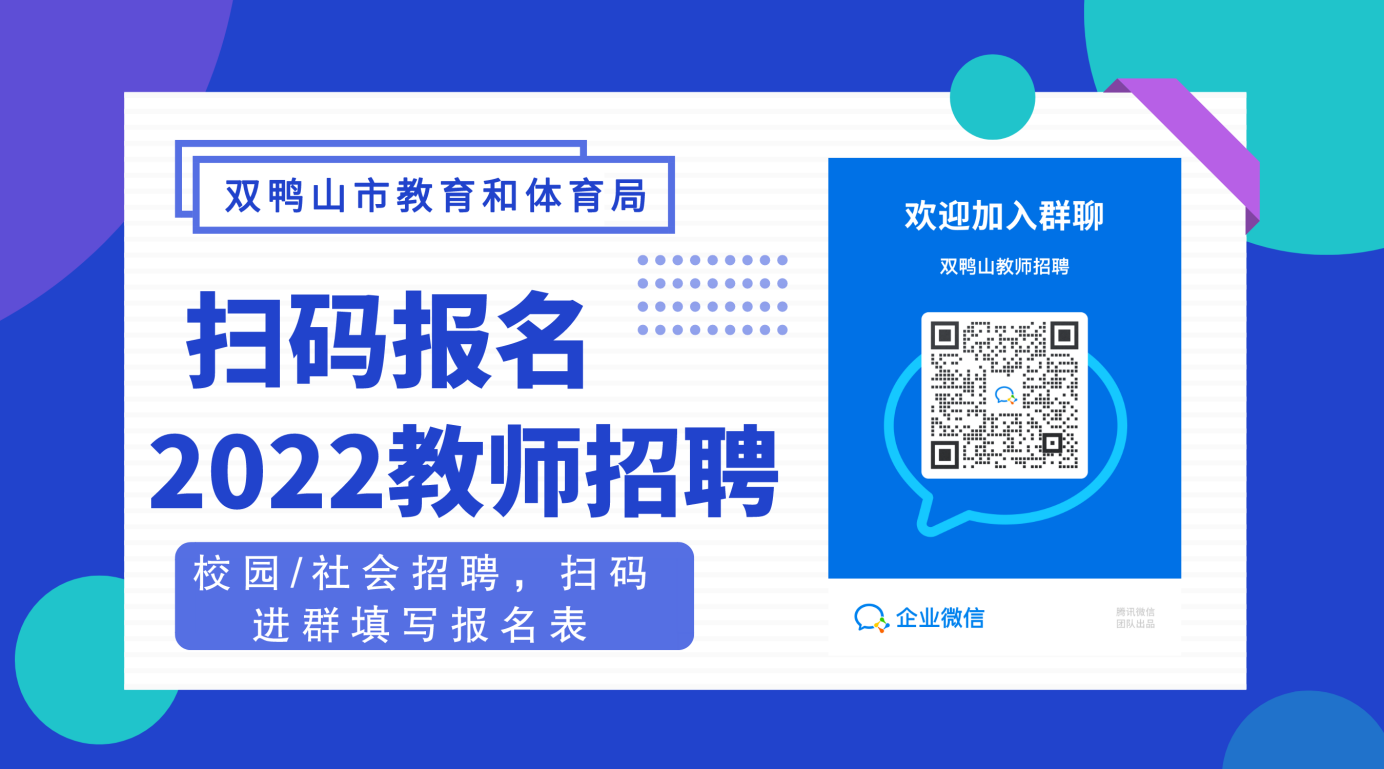 双鸭山市教育和体育局
扫码报名
2022教师招聘
校园/社会招聘，扫码
进群填写报名表
欢迎加入群聊
双鸭山教师招聘
企业微信
腾讯微信
团队出品